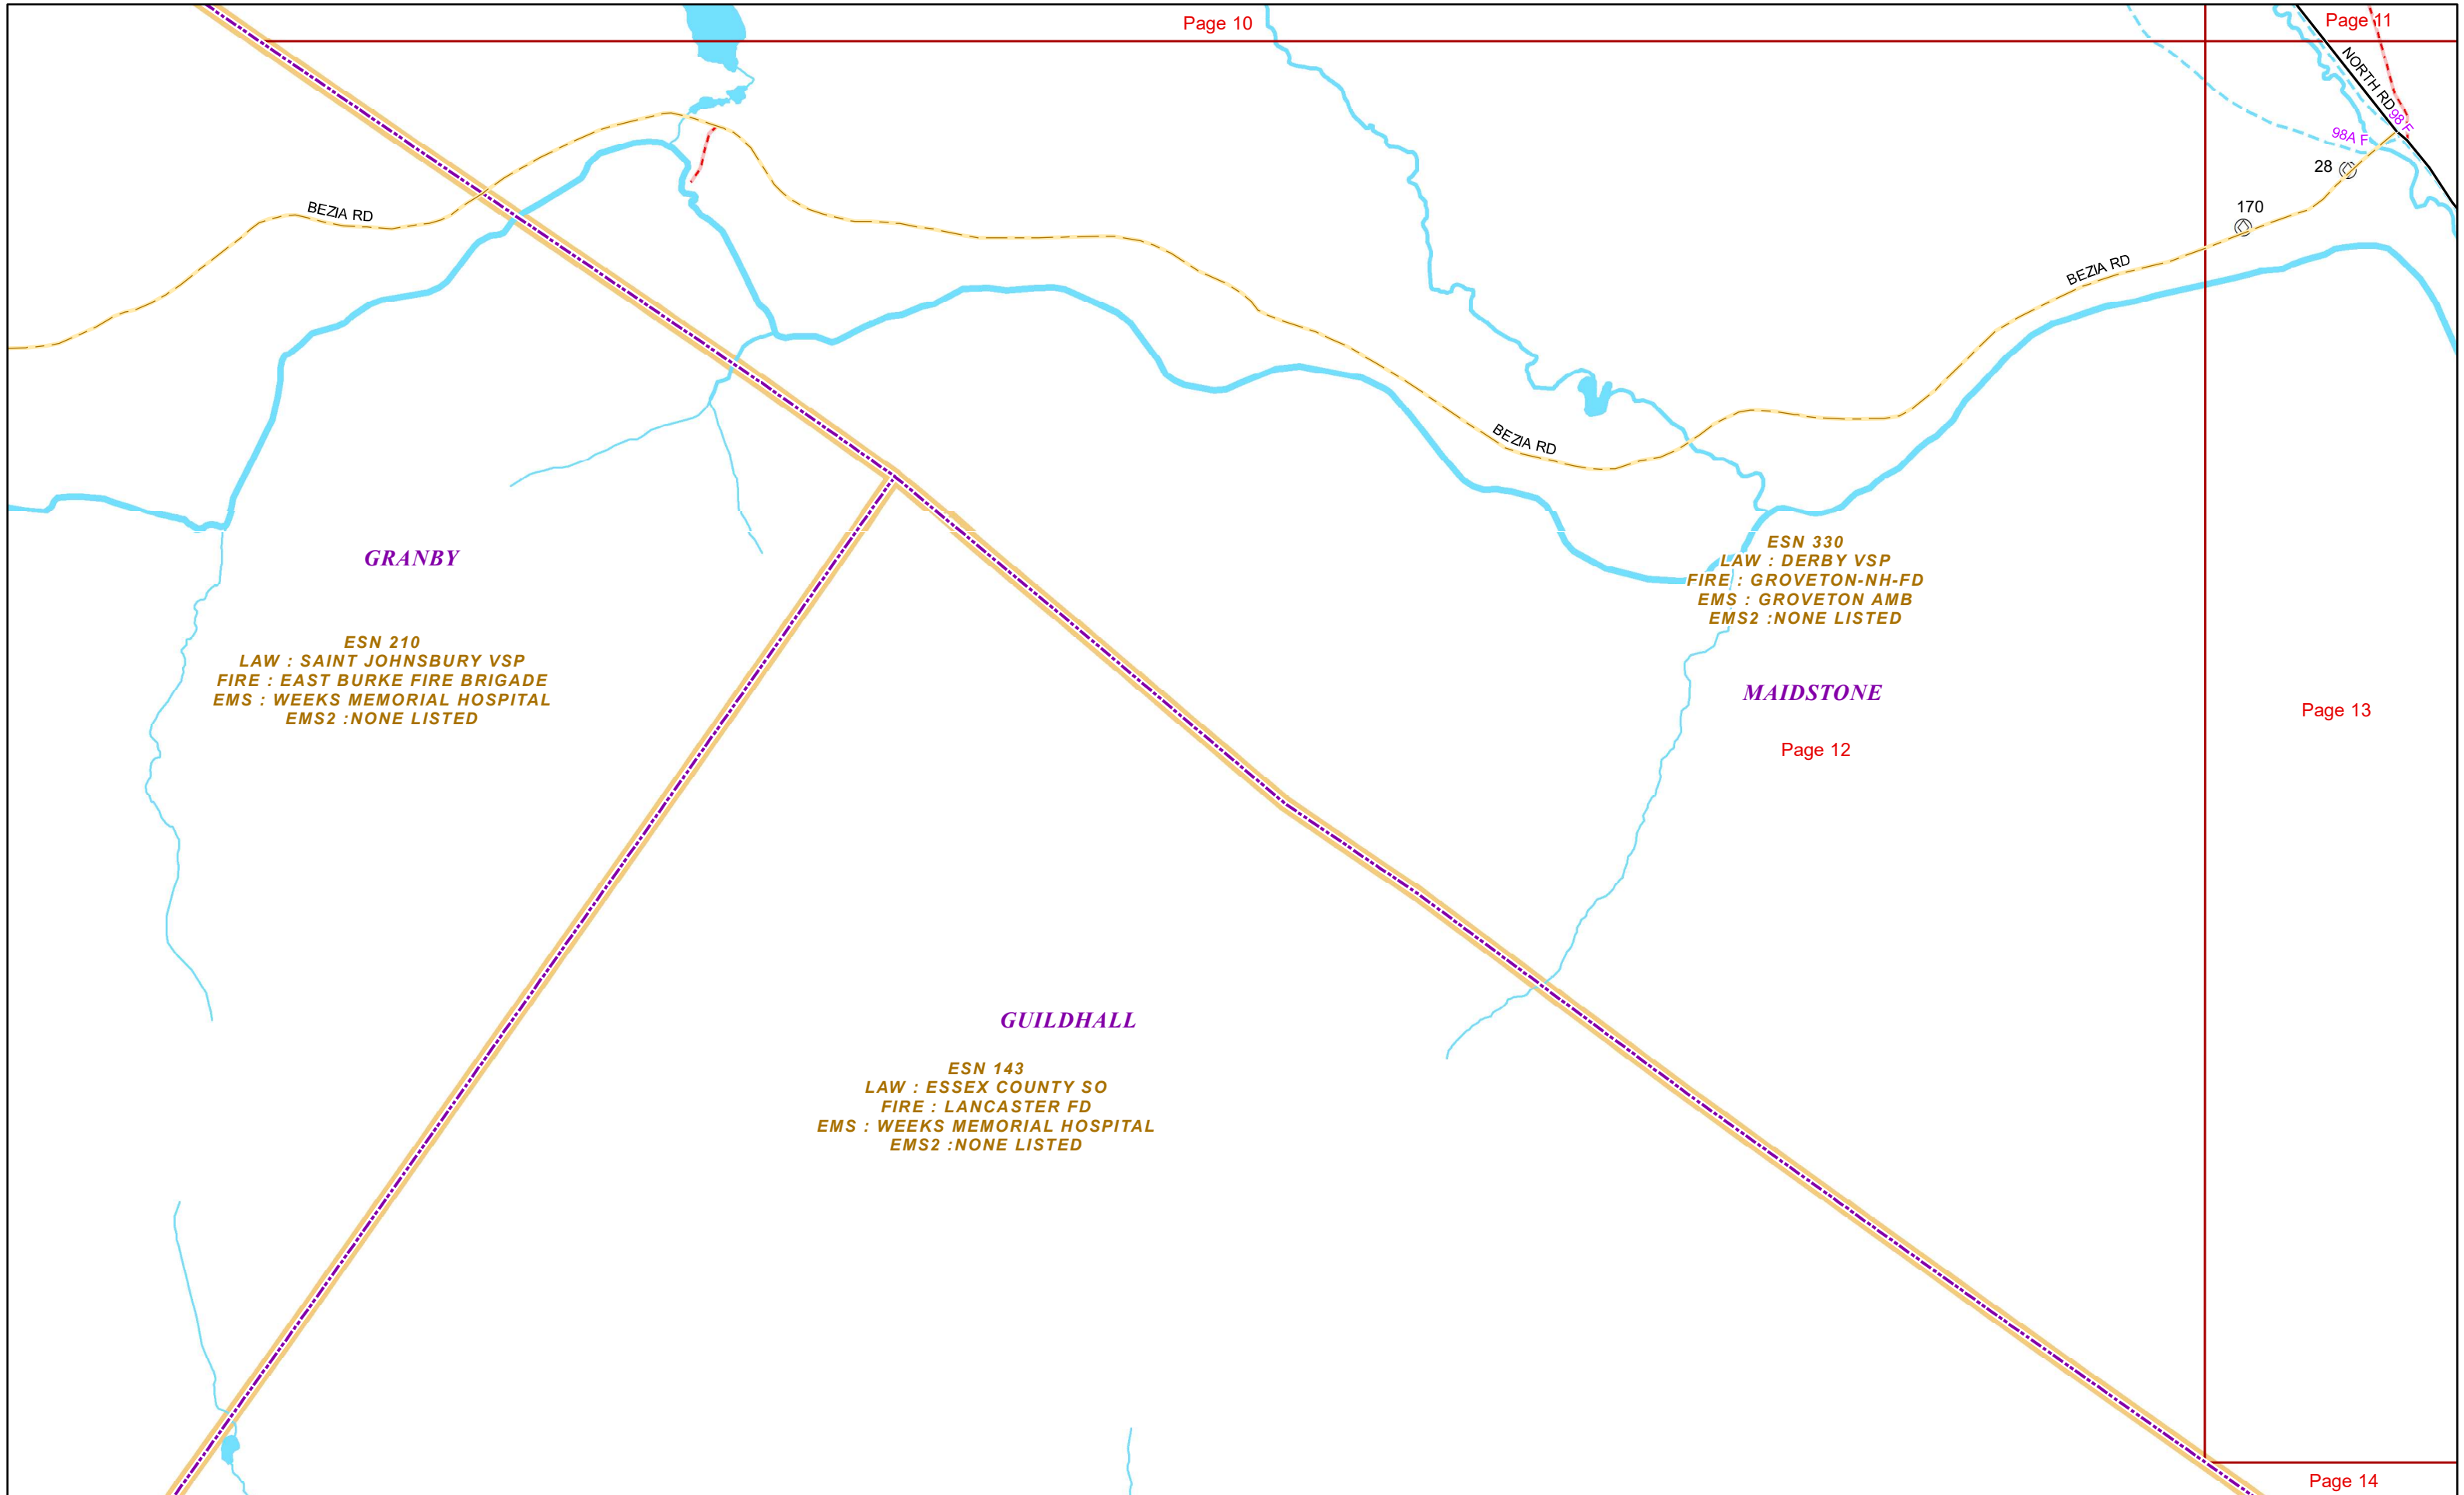 Page 10
Page 11
NORTH RD
98 F
98A F
28
170
BEZIA RD
BEZIA RD
BEZIA RD
GRANBY
ESN 210
LAW : SAINT JOHNSBURY VSP
FIRE : EAST BURKE FIRE BRIGADE
EMS : WEEKS MEMORIAL HOSPITAL
EMS2 :NONE LISTED
ESN 330
LAW : DERBY VSP
FIRE : GROVETON-NH-FD
EMS : GROVETON AMB
EMS2 :NONE LISTED
MAIDSTONE
Page 12
Page 13
GUILDHALL
ESN 143
LAW : ESSEX COUNTY SO
FIRE : LANCASTER FD
EMS : WEEKS MEMORIAL HOSPITAL
EMS2 :NONE LISTED
Page 14